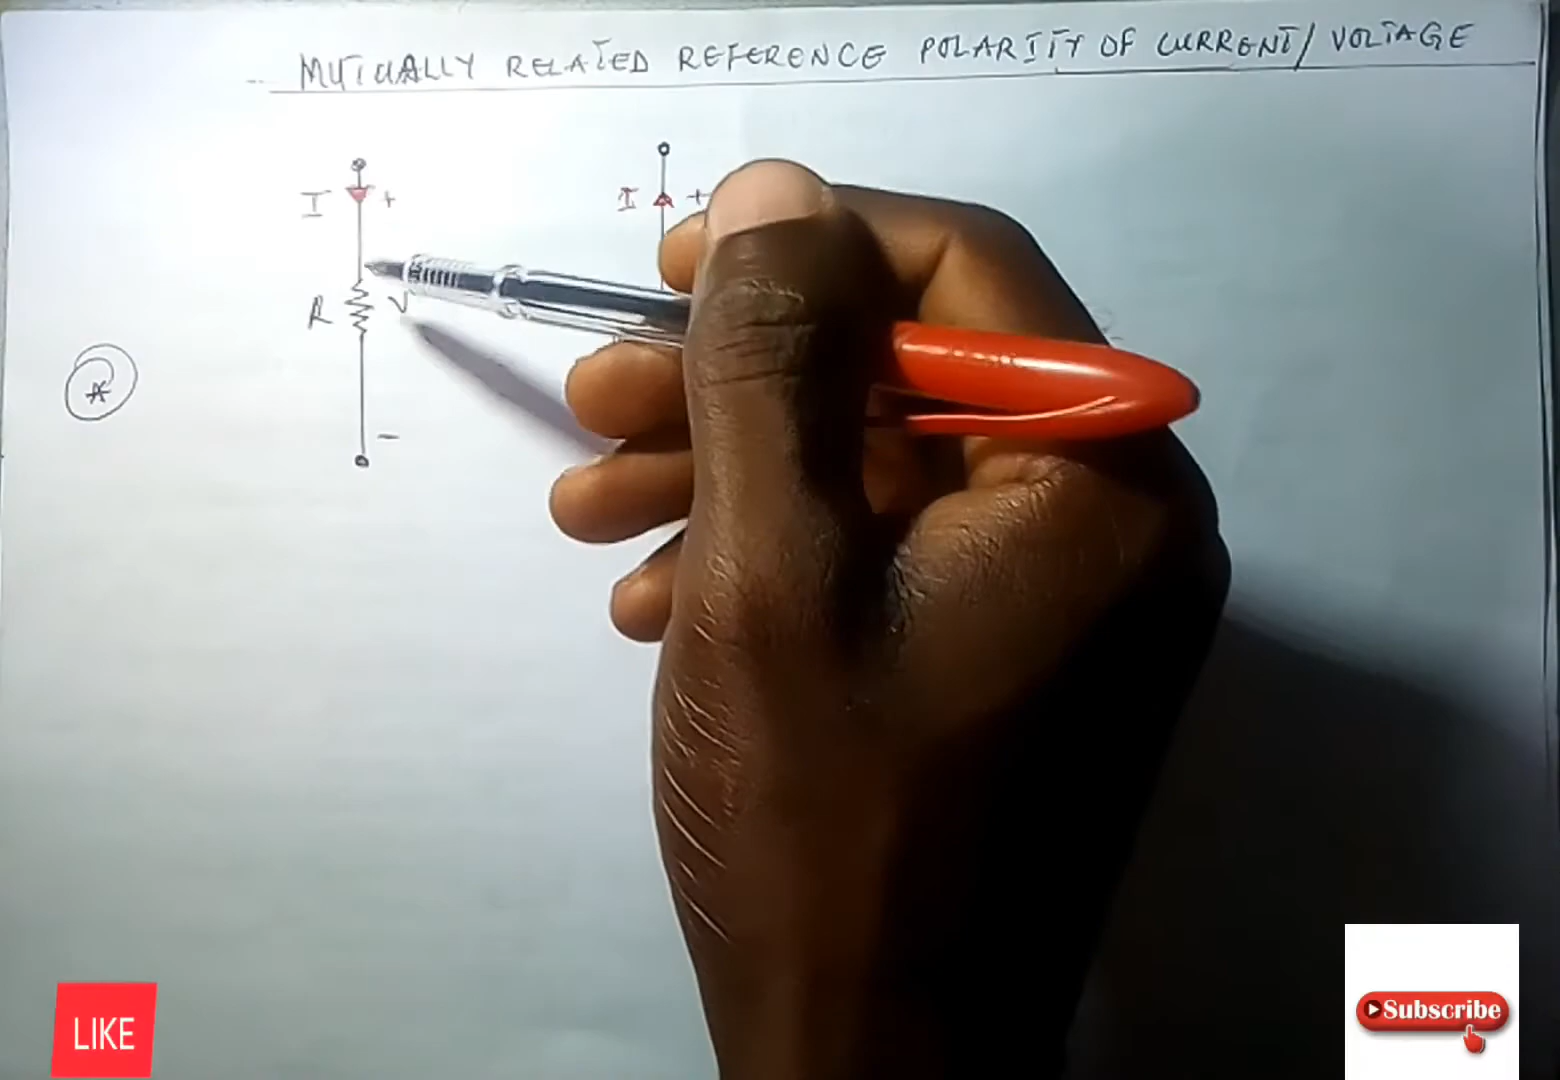 MUTUALLY RELATED REFERENCE POLARITY OF CURRENT/VOLTAGE
I + I +
R V
A
-
LIKE
Subscribe